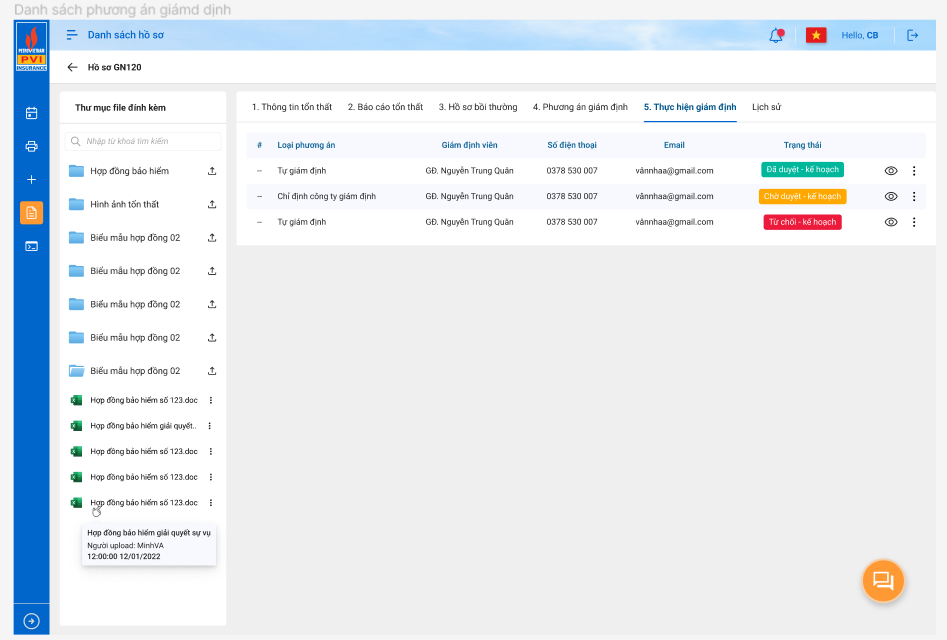 Danh sách phương án giámd dịnh
PETROVIETNAM
PVI
INSURANCE
Danh sách hồ sơ
Hello, CB
Hồ sơ GN120
Thư mục file đính kèm
Nhập từ khoá tìm kiếm
Hợp đồng bảo hiểm
Hình ảnh tổn thất
Biểu mẫu hợp đồng 02
Biểu mẫu hợp đồng 02
Biểu mẫu hợp đồng 02
Biểu mẫu hợp đồng 02
Biểu mẫu hợp đồng 02
Hợp đồng bảo hiểm số 123.doc
Hợp đồng bảo hiểm giải quyết..
Hợp đồng bảo hiểm số 123.doc
Hợp đồng bảo hiểm số 123.doc
Hợp đồng bảo hiểm số 123.doc
Hợp đồng bảo hiểm giải quyết sự vụ
Người upload: MinhVA
12:00:00 12/01/2022
1. Thông tin tổn thất 2. Báo cáo tổn thất 3. Hồ sơ bồi thường 4. Phương án giám định 5. Thực hiện giám định Lịch sử
# Loại phương án Giám định viên Số điện thoại Email Trạng thái
-- Tự giám định GĐ. Nguyễn Trung Quân 0378 530 007 vânnhaa@gmail.com Đã duyệt - kế hoạch
-- Chỉ định công ty giám định GĐ. Nguyễn Trung Quân 0378 530 007 vânnhaa@gmail.com Chờ duyệt - kế hoạch
-- Tự giám định GĐ. Nguyễn Trung Quân 0378 530 007 vânnhaa@gmail.com Từ chối - kế hoạch